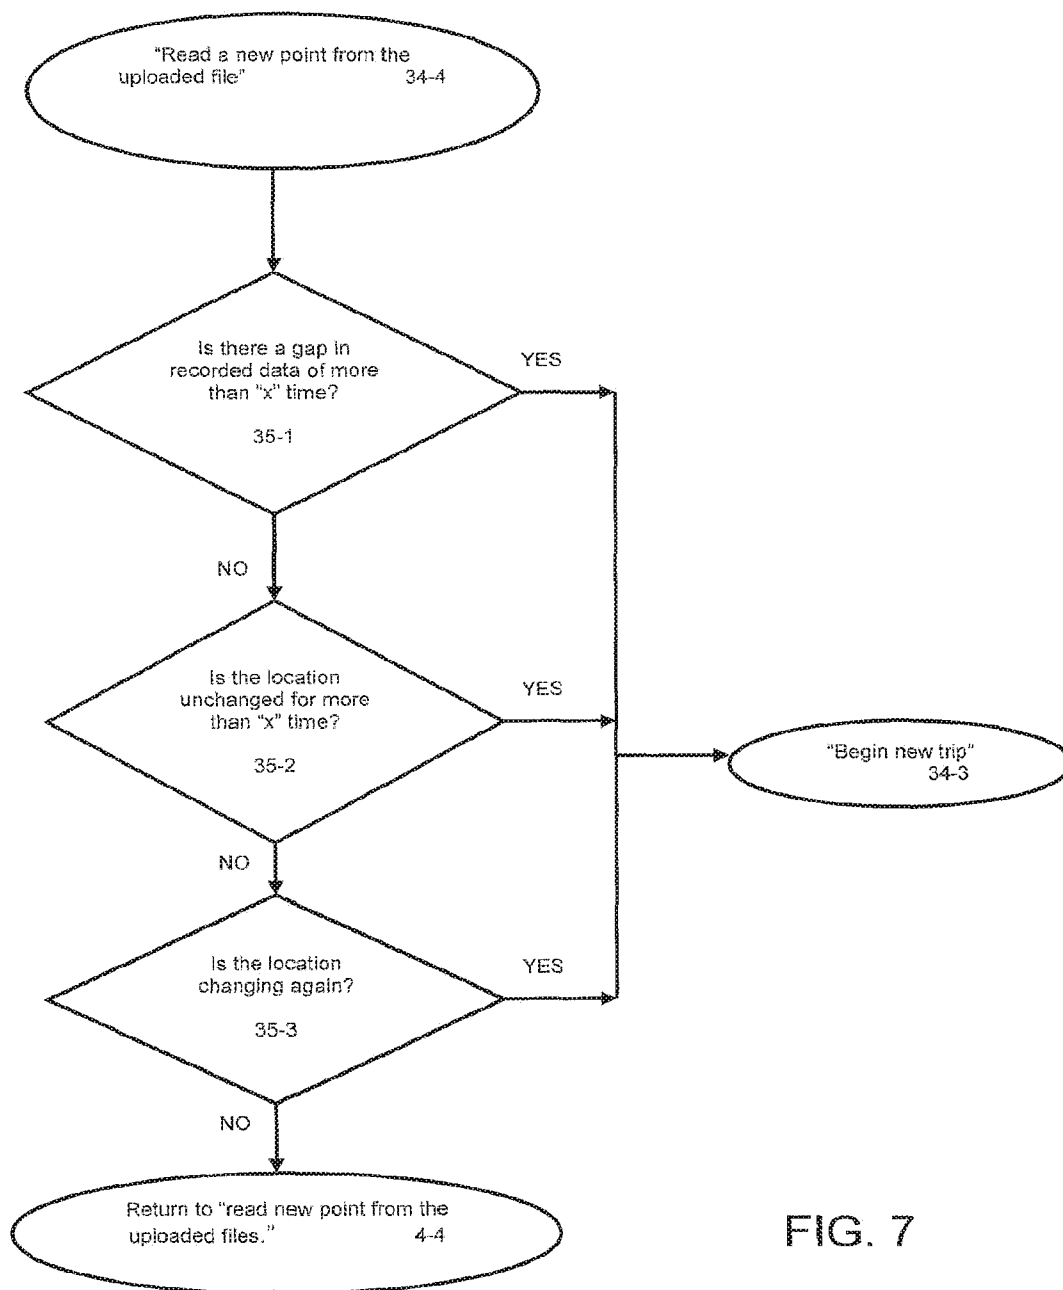 "Read a new point from the
uploaded file" 34-4
Is there a gap in
recorded data of more
than "x" time?
35-1
YES
NO
Is the location
unchanged for more
than "x" time?
35-2
YES
"Begin new trip"
34-3
NO
Is the location
changing again?
35-3
YES
NO
Return to "read new point from the
uploaded files." 4-4
FIG. 7